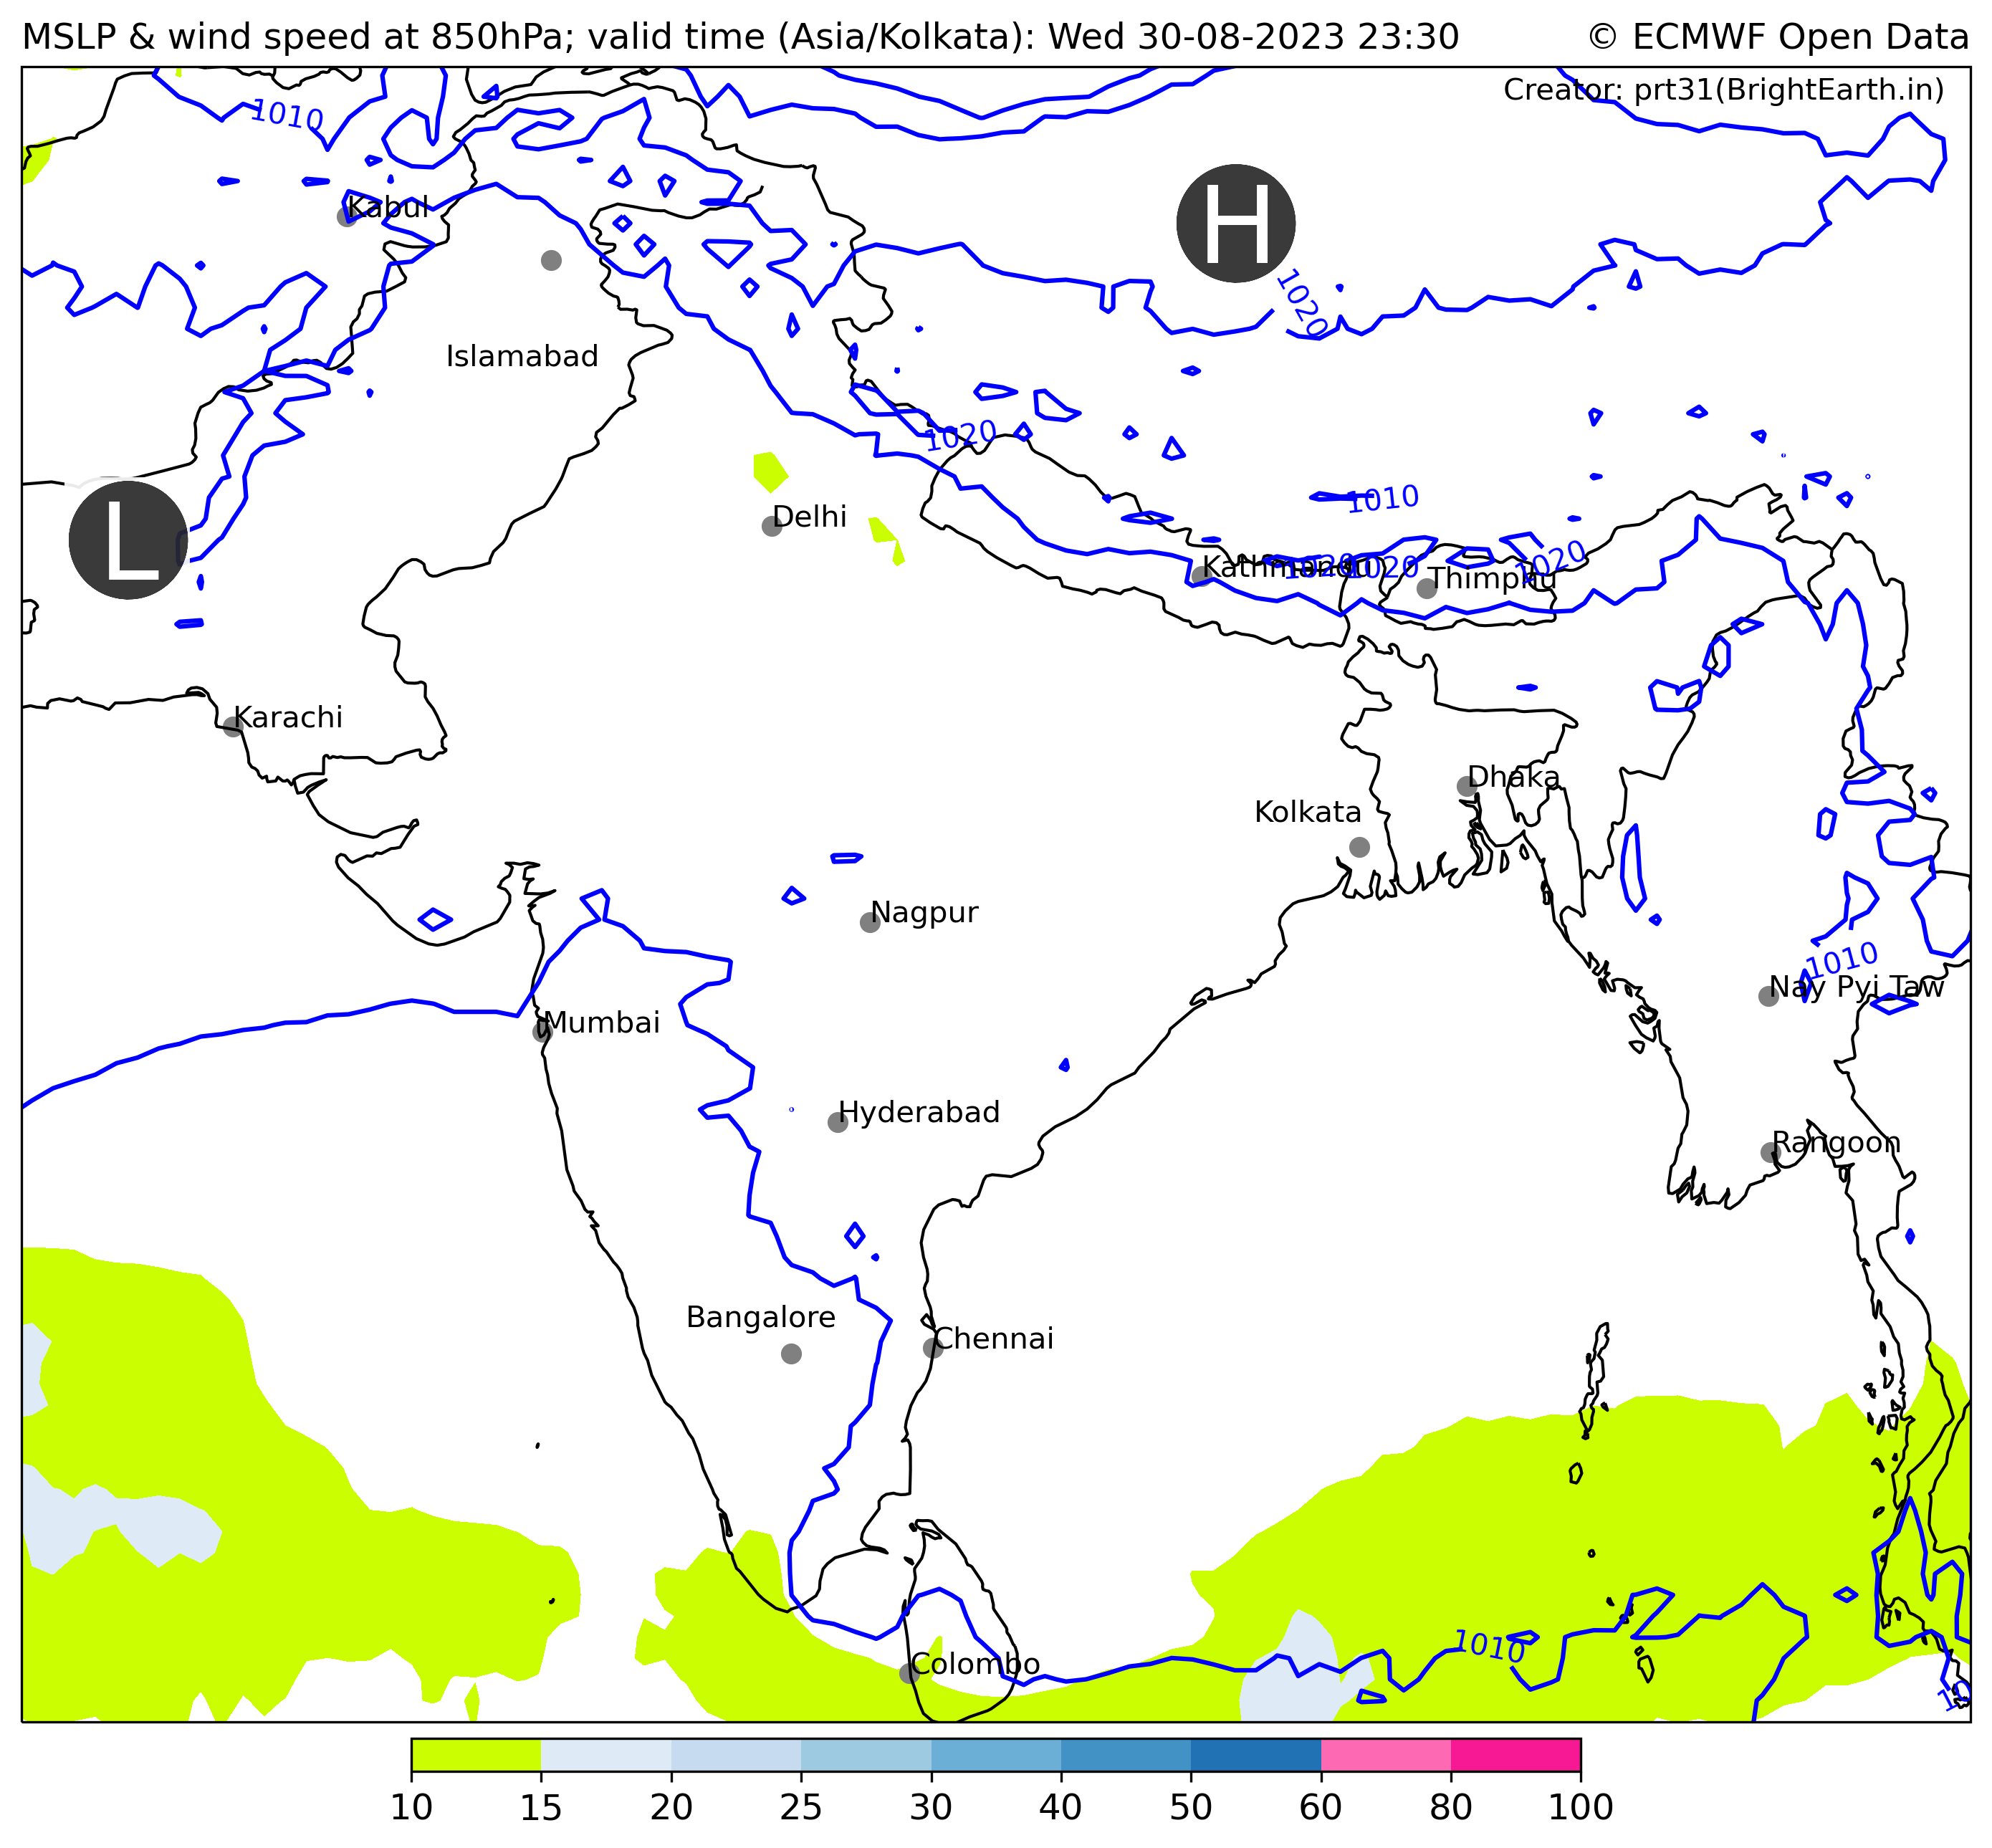 MSLP & wind speed at 850hPa; valid time (Asia/Kolkata): Wed 30-08-2023 23:30 © ECMWF Open Data
Creator: prt31(BrightEarth.in)
1010
Kabul
H
1020
Islamabad
1020
L
1010
Delhi
Kathmandu
1020
1020
1020
Thimphu
Karachi
Dhaka
Kolkata
Nagpur
1010
Nay Pyi Taw
Mumbai
Hyderabad
Rangoon
Bangalore
Chennai
1010
Colombo
10
10 15 20 25 30 40 50 60 80 100